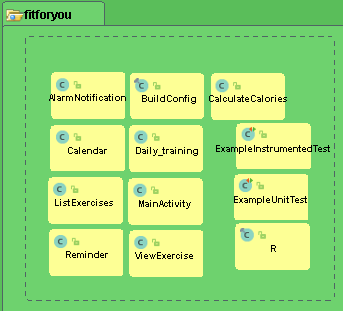 fitforyou
AlarmNotification
BuildConfig
CalculateCalories
Calendar
Daily_training
ExampleInstrumentedTest
ListExercises
MainActivity
ExampleUnitTest
Reminder
ViewExercise
R